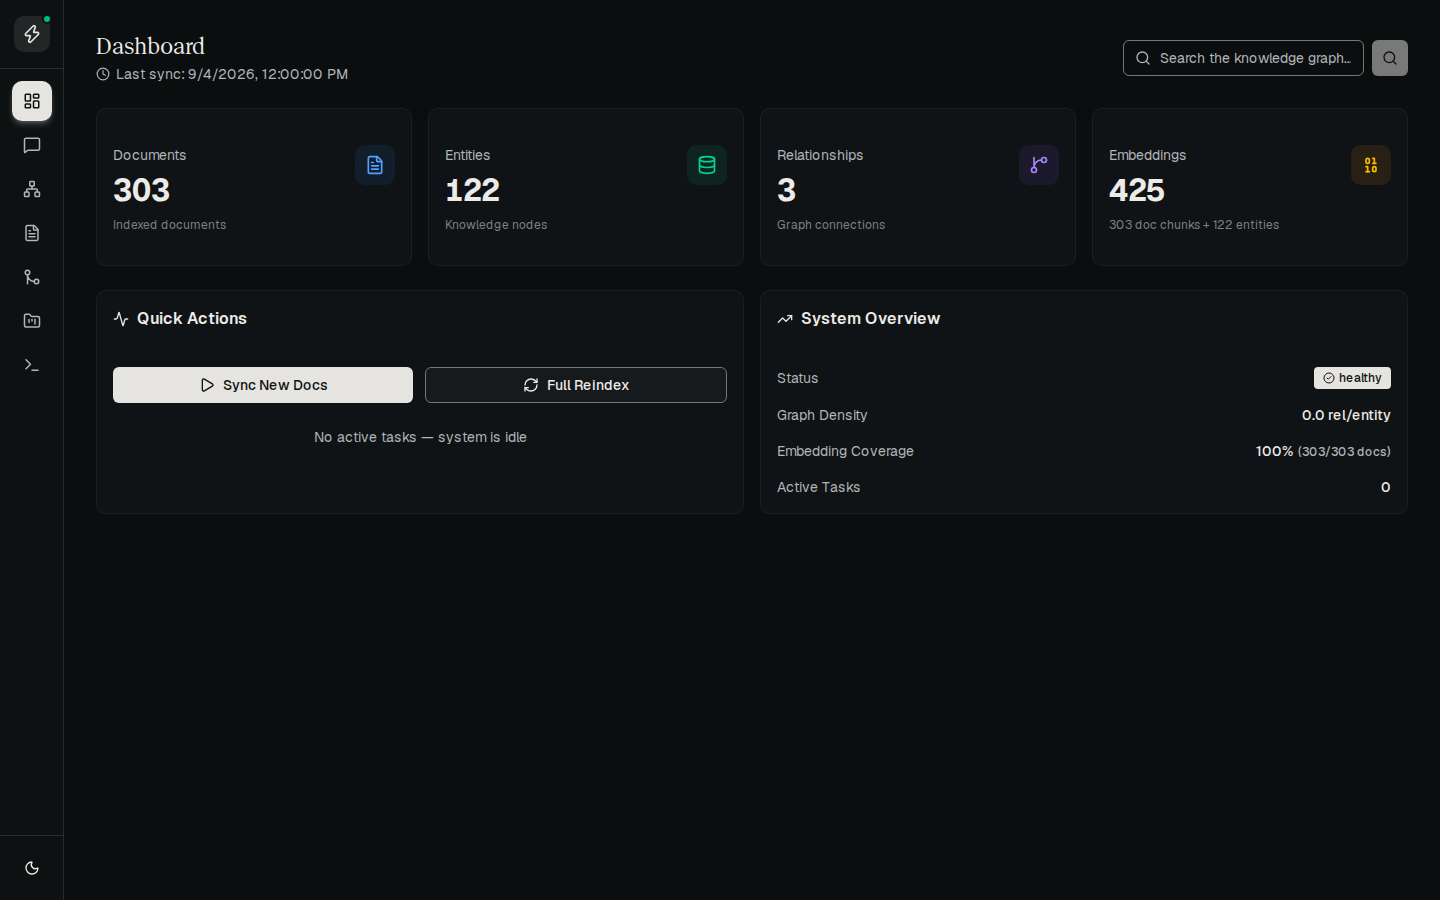 Dashboard
Last sync: 9/4/2026, 12:00:00 PM
Search the knowledge graph...
Documents
303
Indexed documents
Entities
122
Knowledge nodes
Relationships
3
Graph connections
Embeddings
425
303 doc chunks + 122 entities
01
10
Quick Actions
Sync New Docs
Full Reindex
No active tasks — system is idle
System Overview
Status
healthy
Graph Density
0.0 rel/entity
Embedding Coverage
100% (303/303 docs)
Active Tasks
0